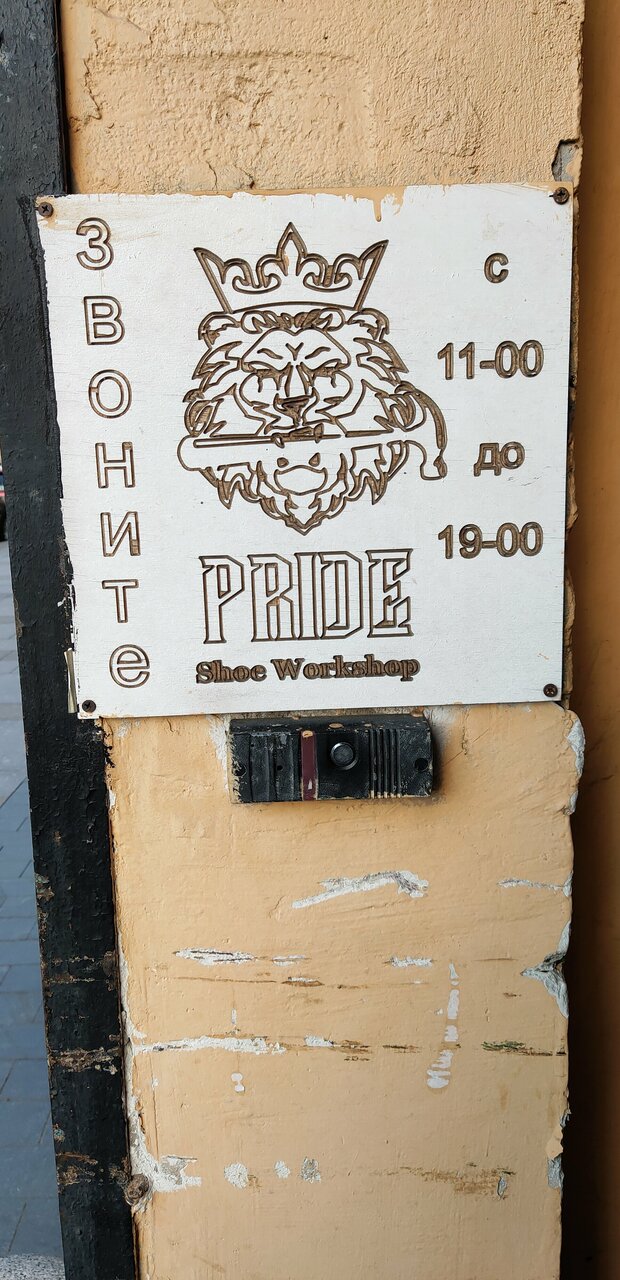 Звоните
PRIDE
Shoe Workshop
с
11-00
до
19-00